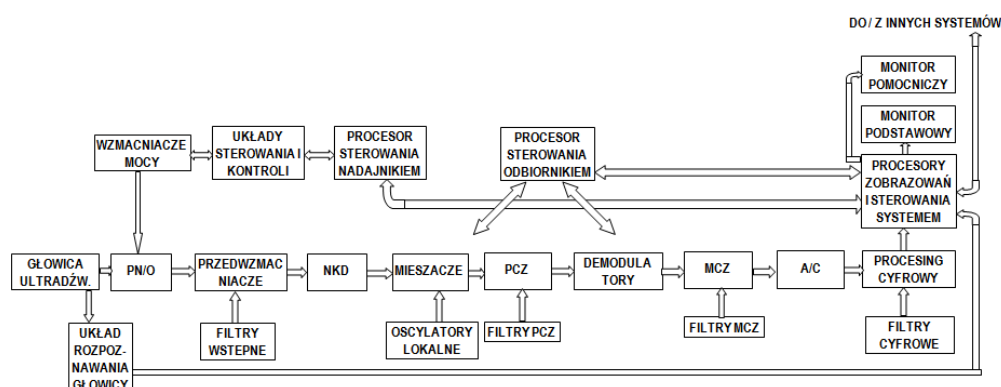 DO / Z INNYCH SYSTEMÓW
MONITOR
POMOCNICZY
MONITOR
PODSTAWOWY
WZMACNIACZE
MOCY
UKŁADY
STEROWANIA I
KONTROLI
PROCESOR
STEROWANIA
NADAJNIKIEM
PROCESOR
STEROWANIA
ODBIORNIKIEM
PROCESORY
ZOBRAZOWAŃ
I STEROWANIA
SYSTEMEM
GŁOWICA
ULTRADŹW.
PN/O
PRZEDWZMAC
NIACZE
NKD
MIESZACZE
PCZ
DEMODULA
TORY
MCZ
A/C
PROCESING
CYFROWY
UKŁAD
ROZPOZ-
NAWANIA
GŁOWICY
FILTRY
WSTEPNE
OSCYLATORY
LOKALNE
FILTRY PCZ
FILTRY MCZ
FILTRY
CYFROWE